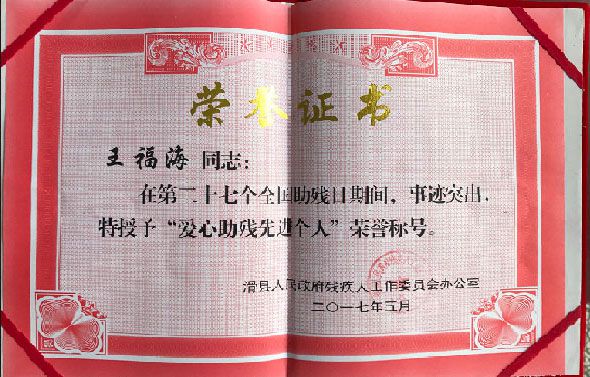 荣誉证书
王福海 同志：
在第二十七个全国助残日期间，事迹突出，
特授予“爱心助残先进个人”荣誉称号。
滑县人民政府残疾人工作委员会办公室
二〇一七年五月